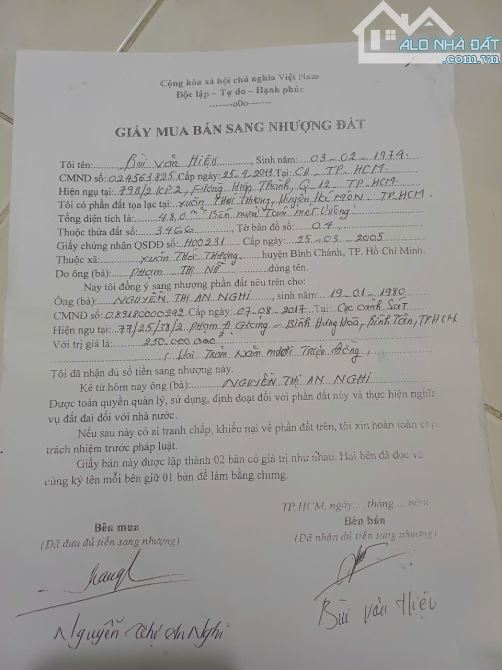 ALO NHÀ ĐẤT
.com.vn
Cộng hòa xã hội chủ nghĩa Việt Nam
Độc lập – Tự do – Hạnh phúc
-------o0o-------
GIẤY MUA BÁN SANG NHƯỢNG ĐẤT
Tôi tên: Bùi Văn Hiệu, Sinh năm: 03-02-1974
CMND số: 024563825 Cấp ngày: 25.4.2013 Tại: CA TP-HCM
Hiện ngụ tại: 79B/2 KP2, Phường Hiệp Thành, Q-12-TP-HCM
Tôi có phần đất tọa lạc tại: xuân Thới Thượng, Huyện Hóc Môn TP HCM
Tổng diện tích là: 48,0 m² Bốn mươi Tám mét vuông
Thuộc thửa đất số: 3466, Tờ bản đồ số: 04
Giấy chứng nhận QSDĐ số: H00231 Cấp ngày: 25-03-2005
Thuộc xã: xuân Thới Thượng huyện Bình Chánh, TP. Hồ Chí Minh.
Do ông (bà): PHẠM THỊ NỮ đứng tên.
Nay tôi đồng ý sang nhượng phần đất nêu trên cho:
Ông (bà): NGUYỄN THỊ AN NGHI, sinh năm: 19-01-1980
CMND số: 089180000292 Cấp ngày: 07-08-2017 Tại: Cục cảnh Sát
Hiện ngụ tại: 77/25/38/2 Phạm Đ. Giảng - Bình Hưng Hòa, Bình Tân, TP HCM
Với trị giá là: 250.000.000
(Hai Trăm Năm mươi Triệu Đồng)
Tôi đã nhận đủ số tiền sang nhượng này.
Kể từ hôm nay ông (bà): NGUYỄN THỊ AN NGHI
Được toàn quyền quản lý, sử dụng, định đoạt đối với phần đất này và thực hiện nghĩa
vụ đất đai đối với nhà nước.
Nếu sau này có ai tranh chấp, khiếu nại về phần đất trên, tôi xin hoàn toàn chịu
trách nhiệm trước pháp luật.
Giấy bán này được lập thành 02 bản có giá trị như nhau. Hai bên đã đọc và
cùng ký tên mỗi bên giữ 01 bản để làm bằng chứng.
TP.HCM, ngày... tháng... năm
Bên mua Bên bán
(Đã đưa đủ tiền sang nhượng) (Đã nhận đủ tiền sang nhượng)
Nguyễn Thị An Nghi Bùi Văn Hiệu